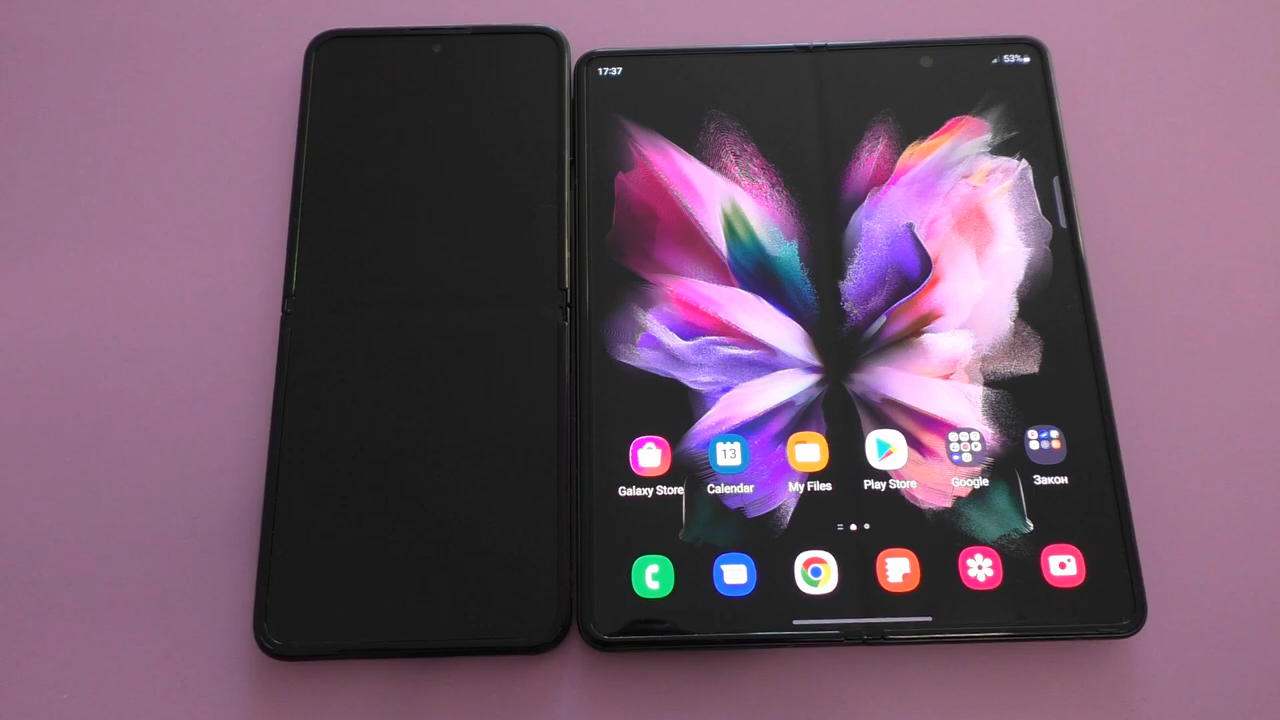 17:37
53%
13
Galaxy Store
Calendar
My Files
Play Store
Google
Закон